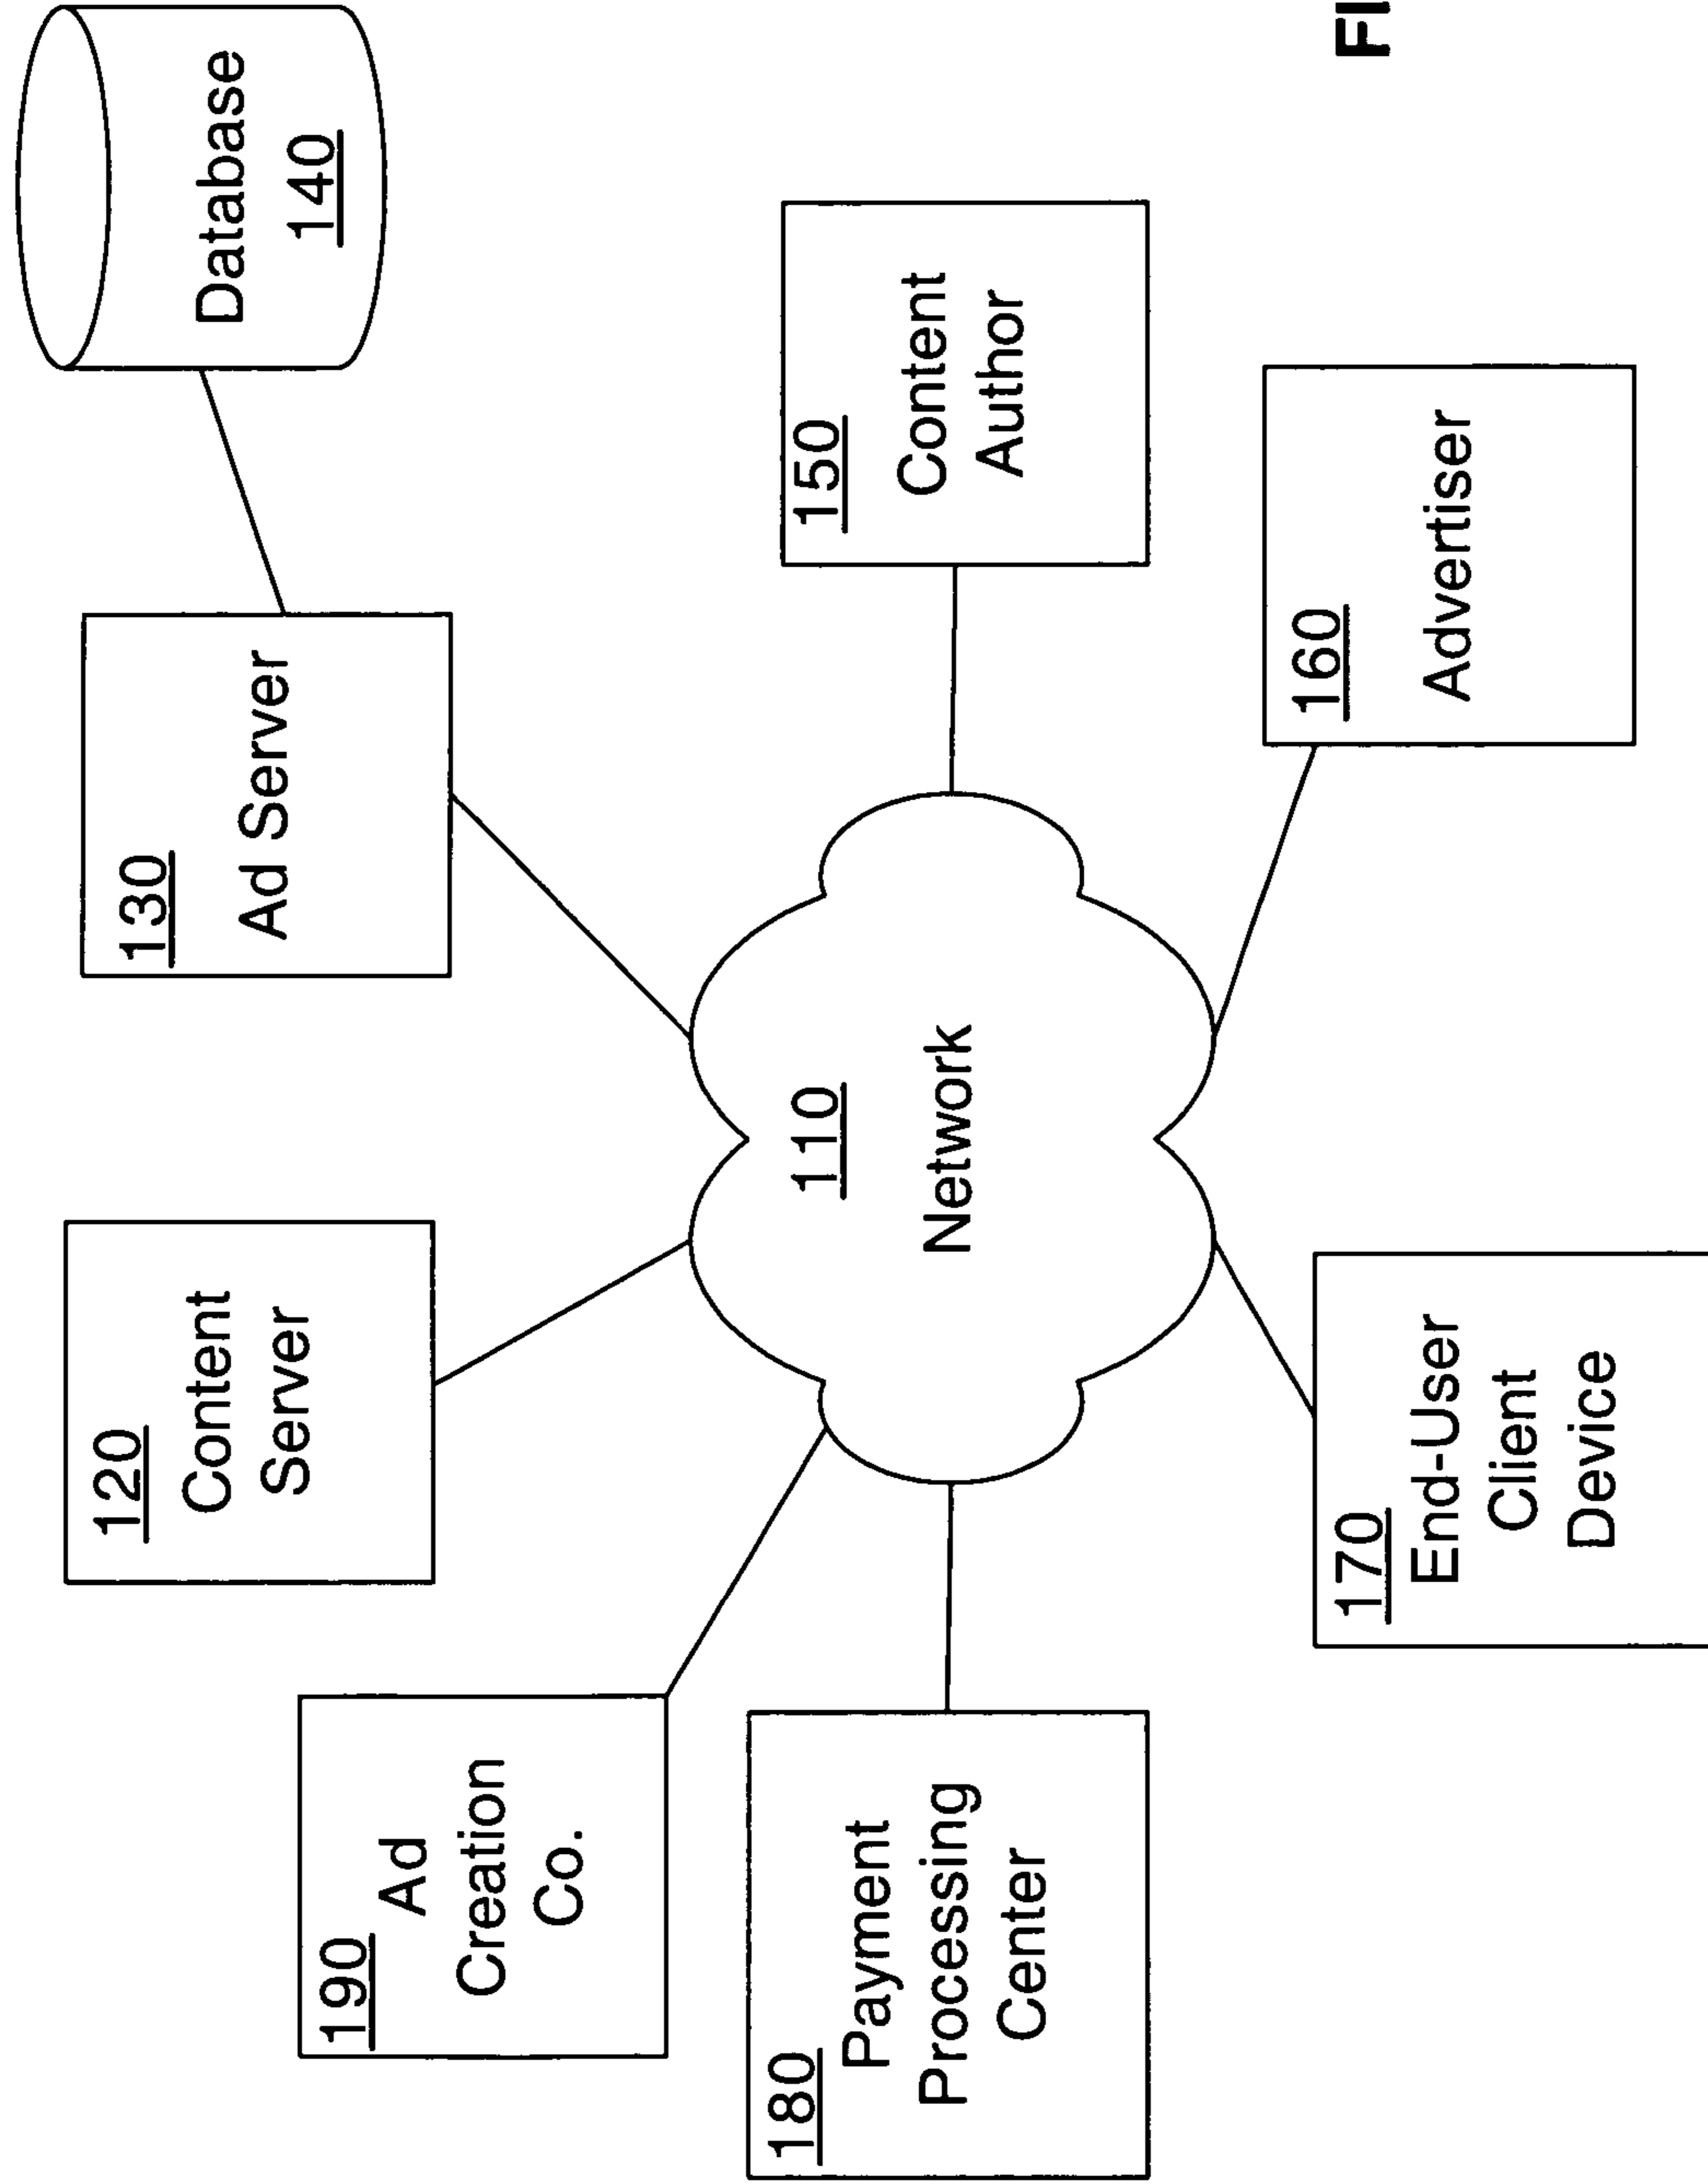 120
Content
Server
130
Ad Server
Database
140
190
Ad
Creation
Co.
110
Network
150
Content
Author
180
Payment
Processing
Center
170
End-User
Client
Device
160
Advertiser